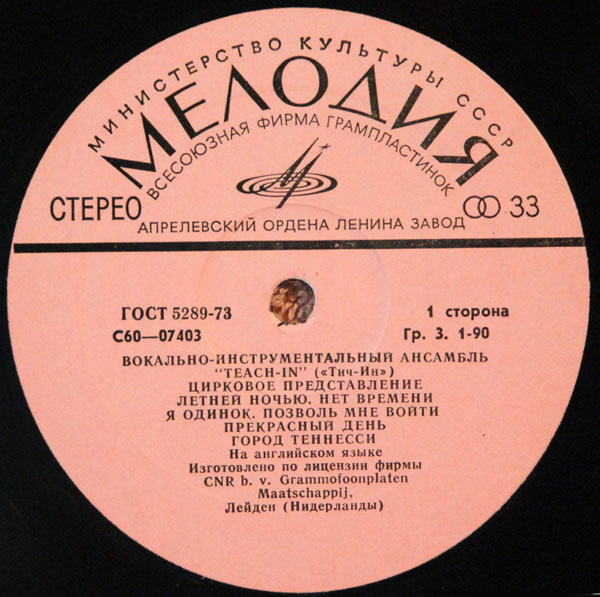 МИНИСТЕРСТВО КУЛЬТУРЫ СССР
МЕЛОДИЯ
ВСЕСОЮЗНАЯ ФИРМА ГРАМПЛАСТИНОК
СТЕРЕО
33
АПРЕЛЕВСКИЙ ОРДЕНА ЛЕНИНА ЗАВОД
ГОСТ 5289-73
1 сторона
С60—07403
Гр. 3. 1-90
ВОКАЛЬНО-ИНСТРУМЕНТАЛЬНЫЙ АНСАМБЛЬ
“TEACH-IN” («Тич-Ин»)
ЦИРКОВОЕ ПРЕДСТАВЛЕНИЕ
ЛЕТНЕЙ НОЧЬЮ. НЕТ ВРЕМЕНИ
Я ОДИНОК. ПОЗВОЛЬ МНЕ ВОЙТИ
ПРЕКРАСНЫЙ ДЕНЬ
ГОРОД ТЕННЕССИ
На английском языке
Изготовлено по лицензии фирмы
CNR b. v. Grammofoonplaten
Maatschappij,
Лейден (Нидерланды)